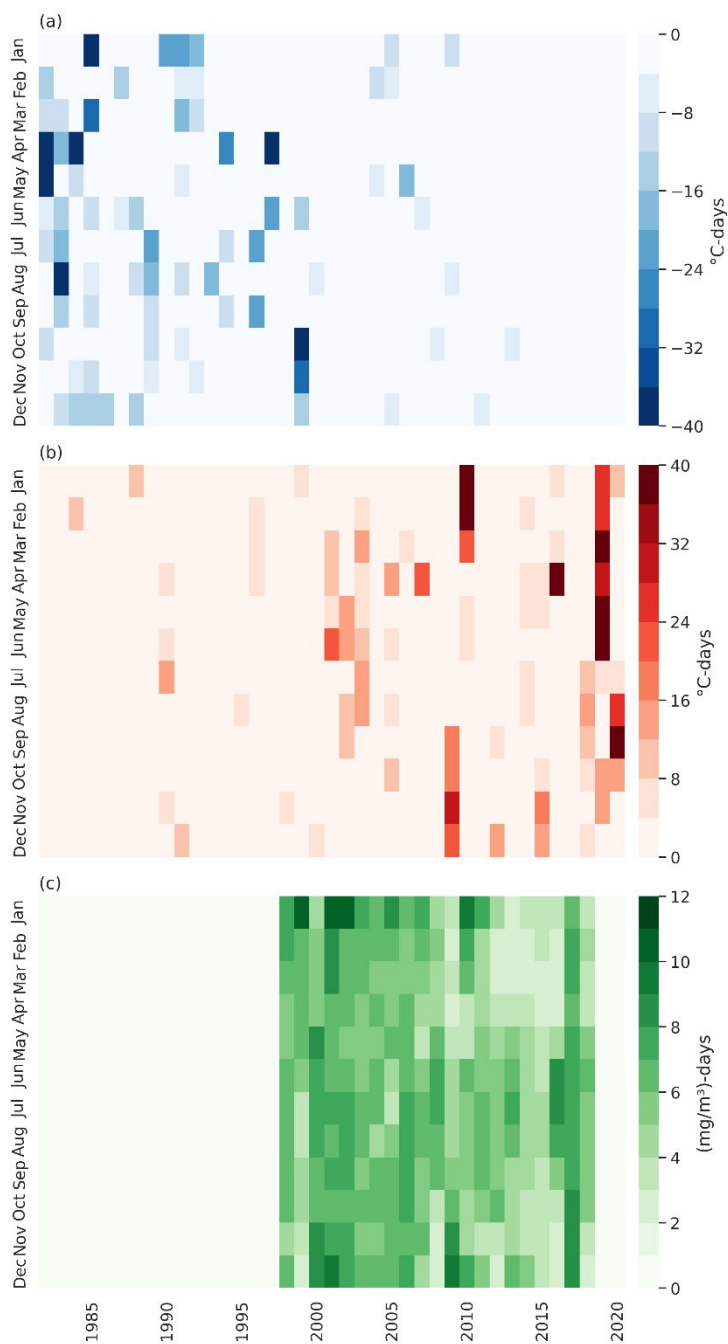 (a)
Jan
Feb
Mar
Apr
May
Jun
Jul
Aug
Sep
Oct
Nov
Dec
0
−8
−16
−24
−32
−40
°C-days
(b)
Jan
Feb
Mar
Apr
May
Jun
Jul
Aug
Sep
Oct
Nov
Dec
40
32
24
16
8
0
°C-days
(c)
Jan
Feb
Mar
Apr
May
Jun
Jul
Aug
Sep
Oct
Nov
Dec
12
10
8
6
4
2
0
(mg/m³)-days
1985 1990 1995 2000 2005 2010 2015 2020